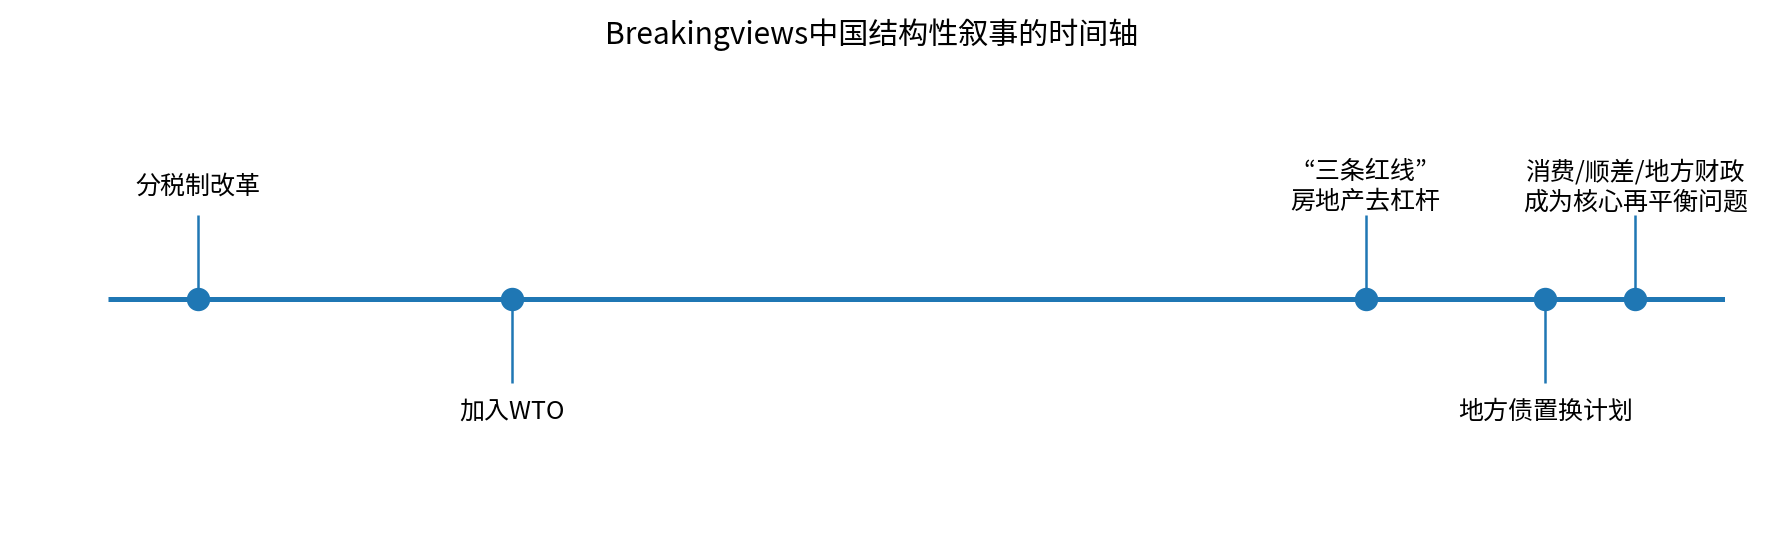 Breakingviews中国结构性叙事的时间轴
分税制改革
加入WTO
“三条红线”
房地产去杠杆
地方债置换计划
消费/顺差/地方财政
成为核心再平衡问题